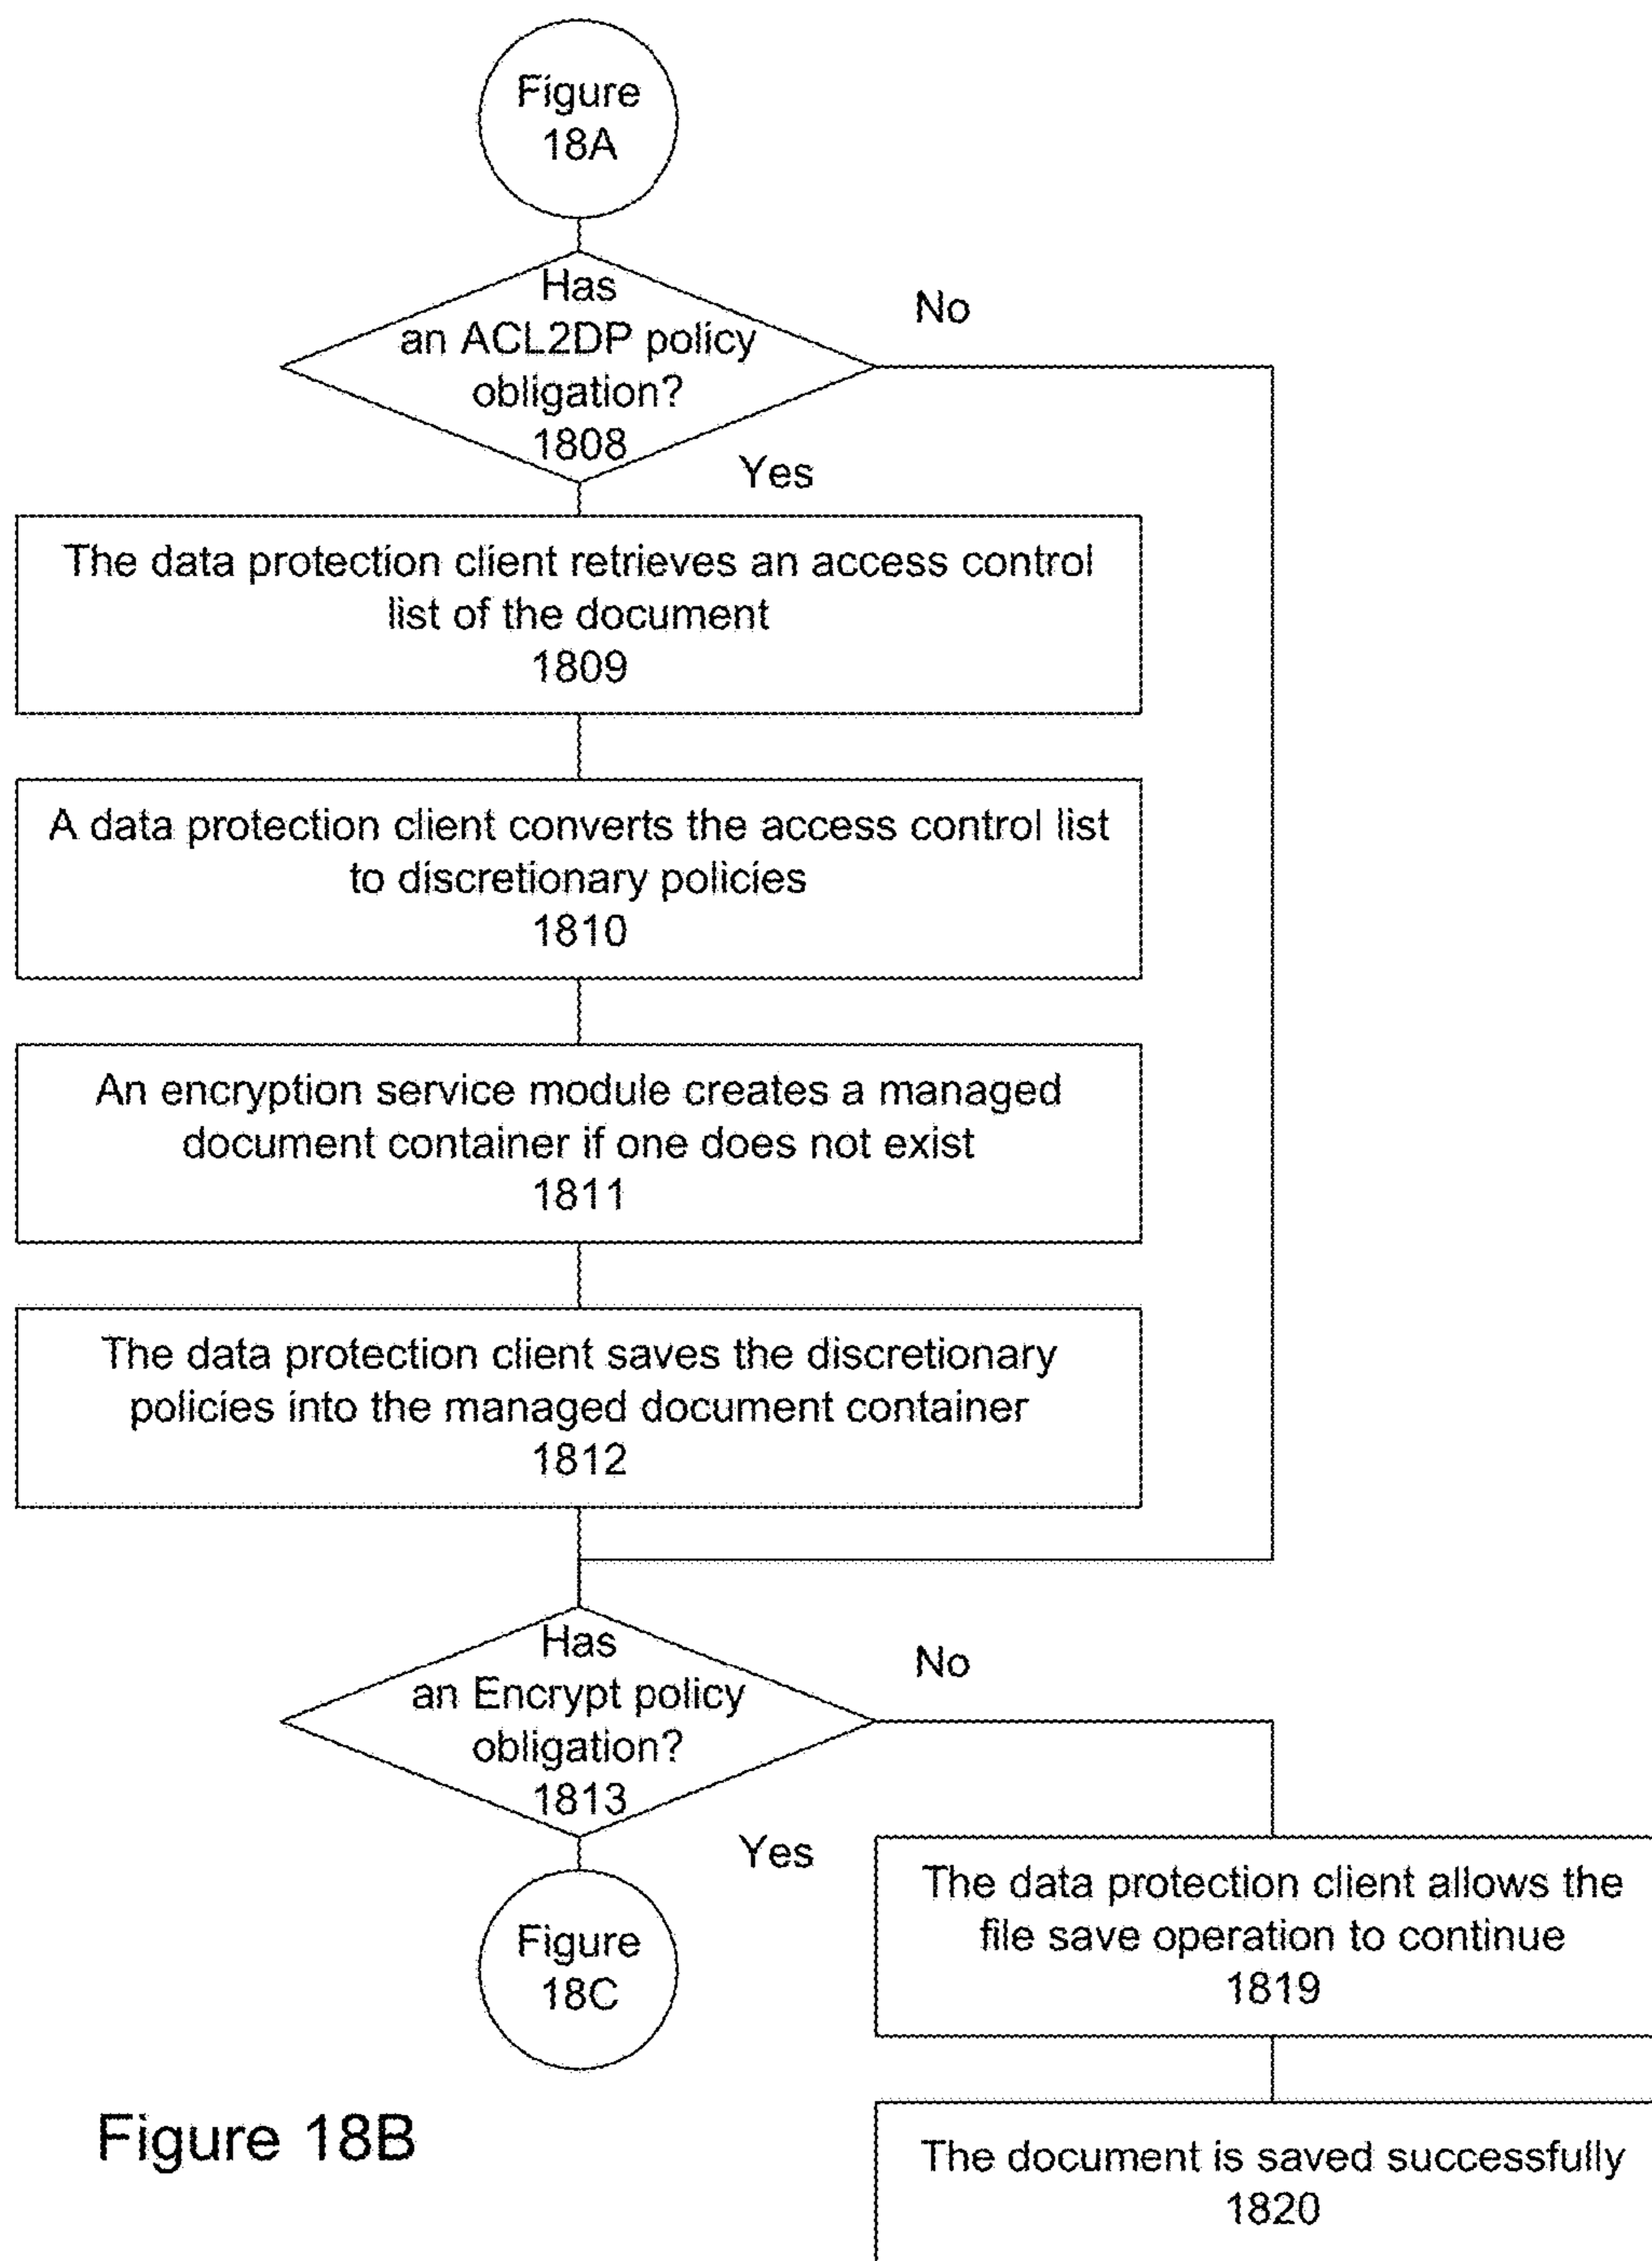 Figure
18A
Has
an ACL2DP policy
obligation?
1808
No
Yes
The data protection client retrieves an access control
list of the document
1809
A data protection client converts the access control list
to discretionary policies
1810
An encryption service module creates a managed
document container if one does not exist
1811
The data protection client saves the discretionary
policies into the managed document container
1812
Has
an Encrypt policy
obligation?
1813
No
Yes
Figure
18C
The data protection client allows the
file save operation to continue
1819
The document is saved successfully
1820
Figure 18B